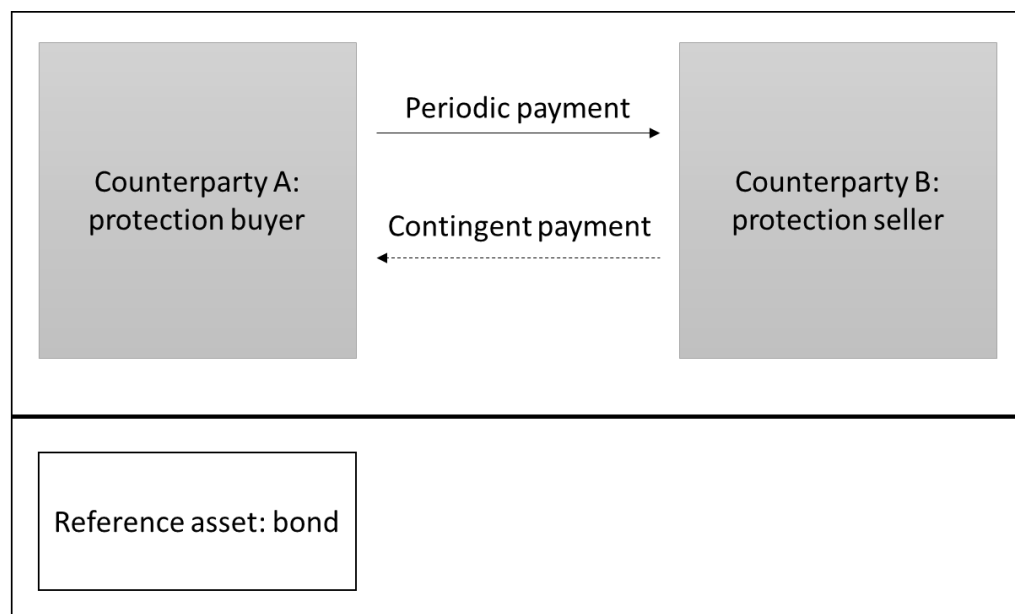 Periodic payment
Counterparty A:
protection buyer
Counterparty B:
protection seller
Contingent payment
Reference asset: bond